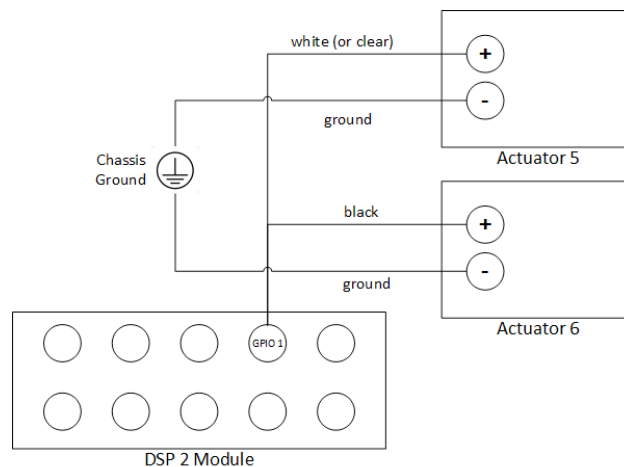 white (or clear)
+
-
ground
Actuator 5
Chassis
Ground
black
+
-
ground
Actuator 6
GPIO 1
DSP 2 Module